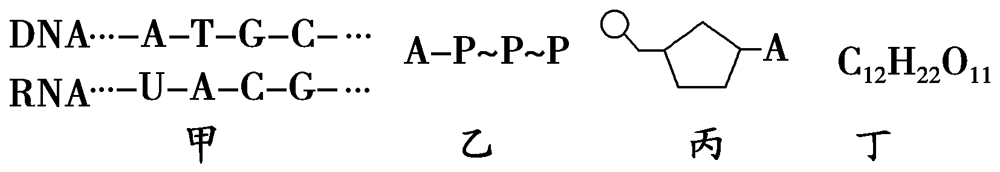 DNA···–A–T–G–C–···
RNA···–U–A–C–G–···
甲
A–P~P~P
乙
A
丙
C₁₂H₂₂O₁₁
丁